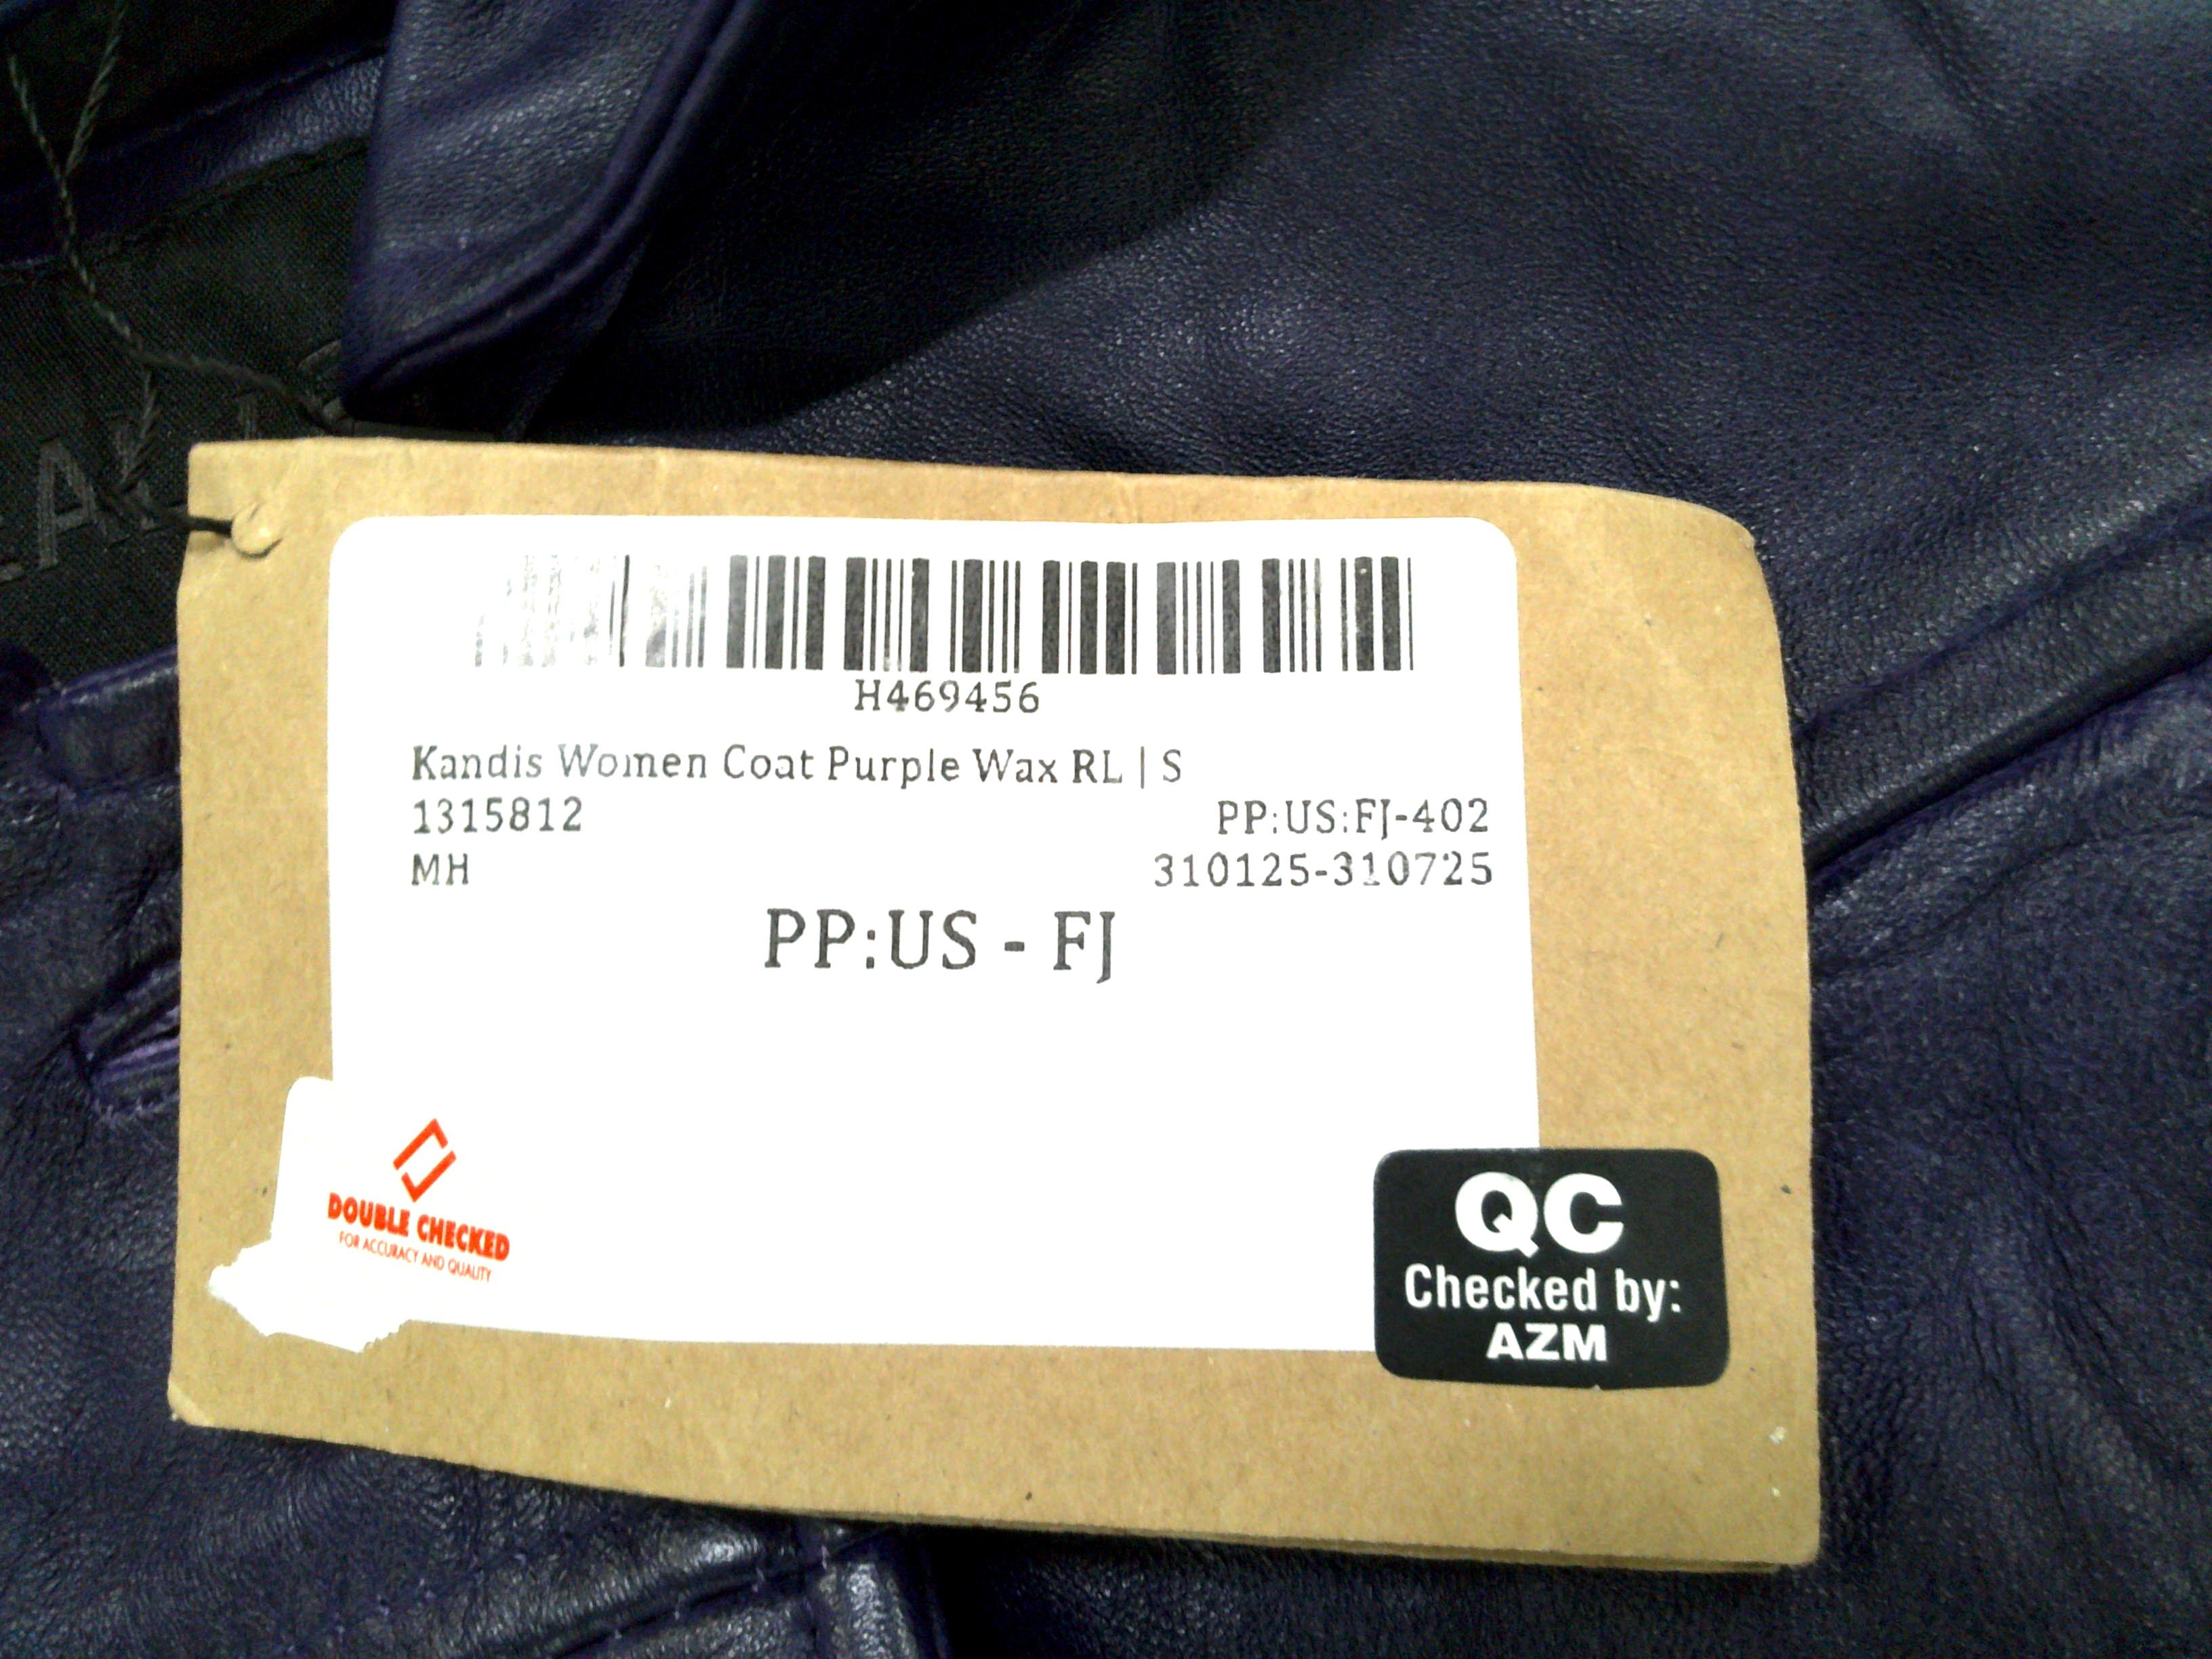 H469456
Kandis Women Coat Purple Wax RL | S
1315812 PP:US:FJ-402
MH 310125-310725
PP:US - FJ
DOUBLE CHECKED
FOR ACCURACY AND QUALITY
QC
Checked by:
AZM